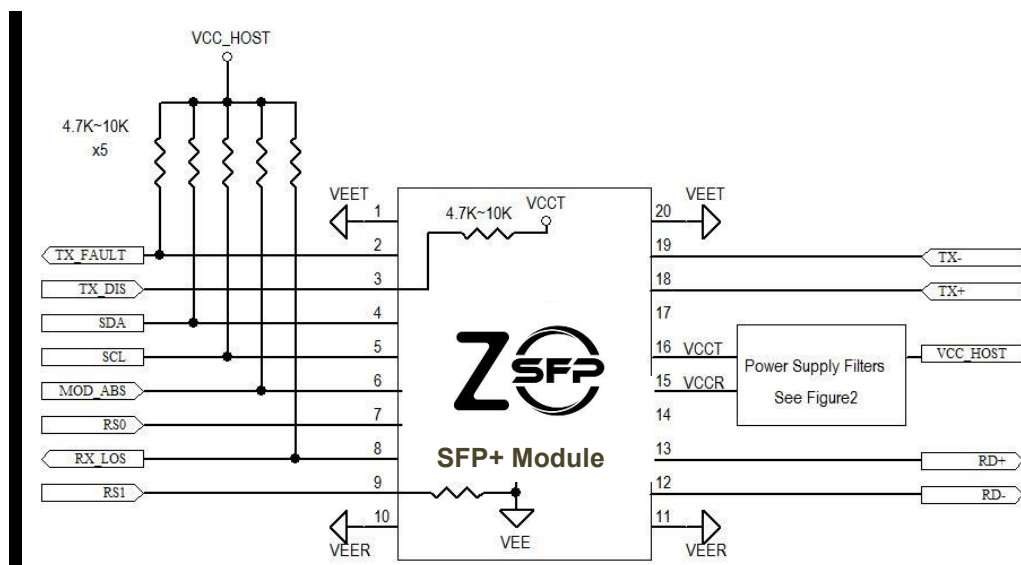 VCC_HOST
4.7K~10K
x5
VEET
1
TX_FAULT
2
TX_DIS
3
SDA
4
SCL
5
MOD_ABS
6
RS0
7
RX_LOS
8
RS1
9
10
VEER
4.7K~10K
VCCT
Z SFP
SFP+ Module
VEE
20
VEET
19
TX-
18
TX+
17
16 VCCT
15 VCCR
Power Supply Filters
See Figure2
VCC_HOST
14
13
RD+
12
RD-
11
VEER